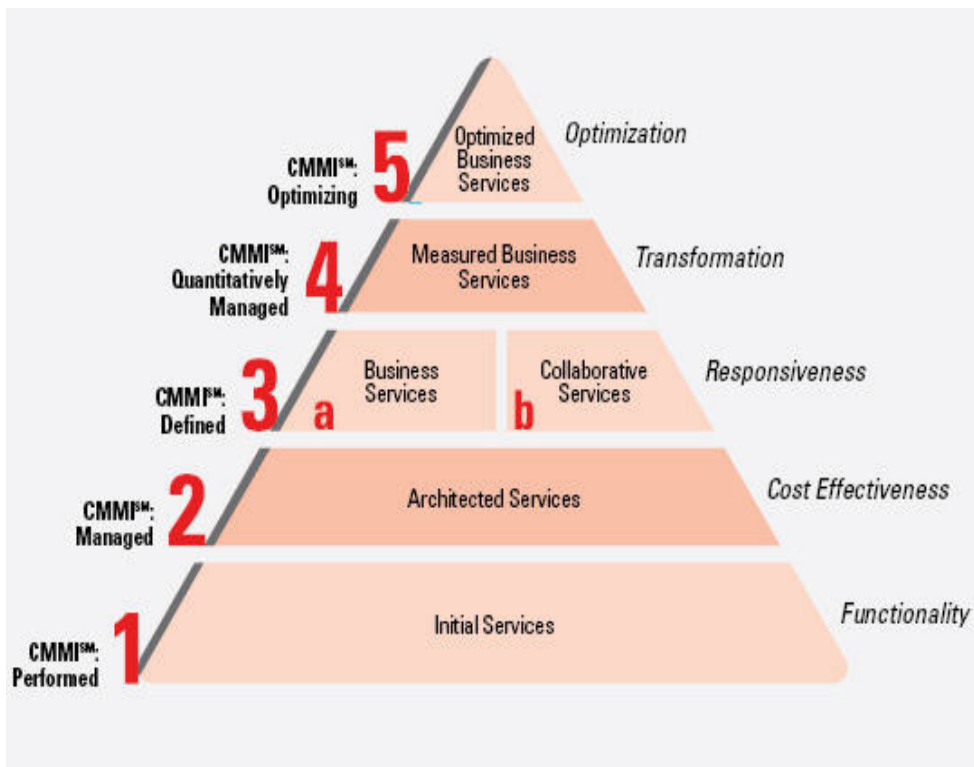 CMMI℠:
Optimizing
5
Optimized
Business
Services
Optimization
CMMI℠:
Quantitatively
Managed
4
Measured Business
Services
Transformation
CMMI℠:
Defined
3
a
Business
Services
b
Collaborative
Services
Responsiveness
CMMI℠:
Managed
2
Architected Services
Cost Effectiveness
CMMI℠:
Performed
1
Initial Services
Functionality